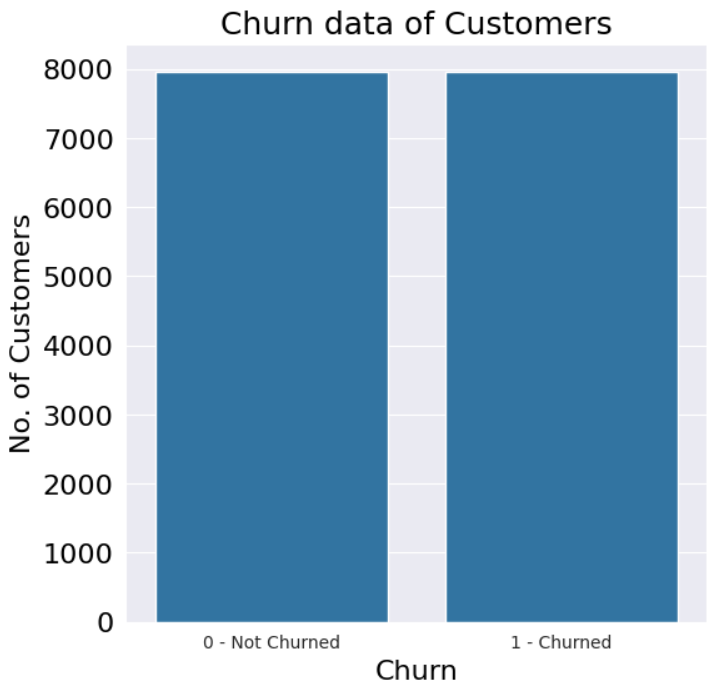 Churn data of Customers
No. of Customers
8000
7000
6000
5000
4000
3000
2000
1000
0
0 - Not Churned
1 - Churned
Churn